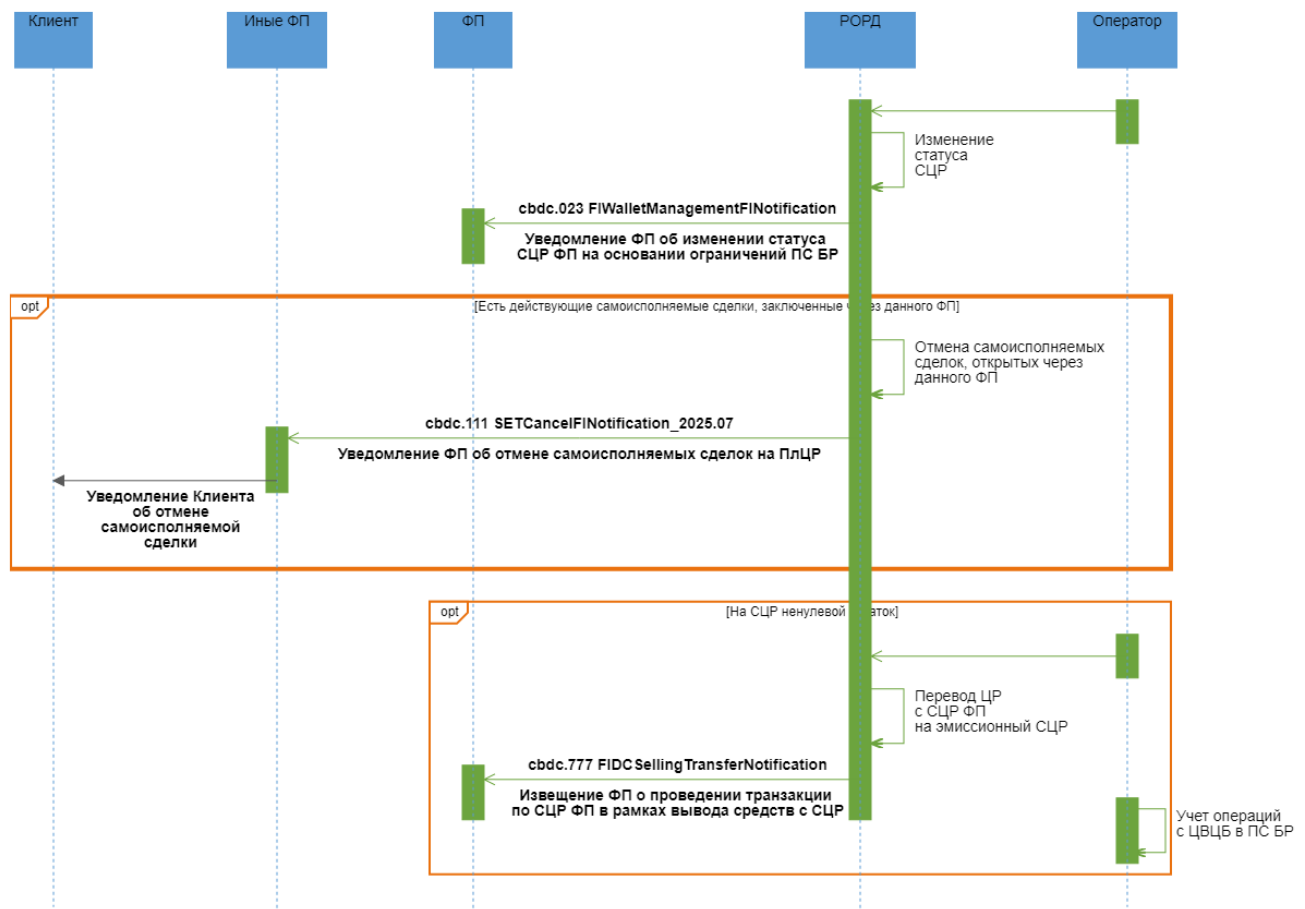 Клиент
Иные ФП
ФП
РОРД
Оператор
Изменение
статуса
СЦР
cbdc.023 FIWalletManagementFINotification
Уведомление ФП об изменении статуса
СЦР ФП на основании ограничений ПС БР
opt
[Есть действующие самоисполняемые сделки, заключенные ез данного ФП]
Отмена самоисполняемых
сделок, открытых через
данного ФП
cbdc.111 SETCancelFINotification_2025.07
Уведомление ФП об отмене самоисполняемых сделок на ПлЦР
Уведомление Клиента
об отмене
самоисполняемой
сделки
opt
[На СЦР ненулевой аток]
Перевод ЦР
с СЦР ФП
на эмиссионный СЦР
cbdc.777 FIDCSellingTransferNotification
Извещение ФП о проведении транзакции
по СЦР ФП в рамках вывода средств с СЦР
Учет операций
с ЦВЦБ в ПС БР